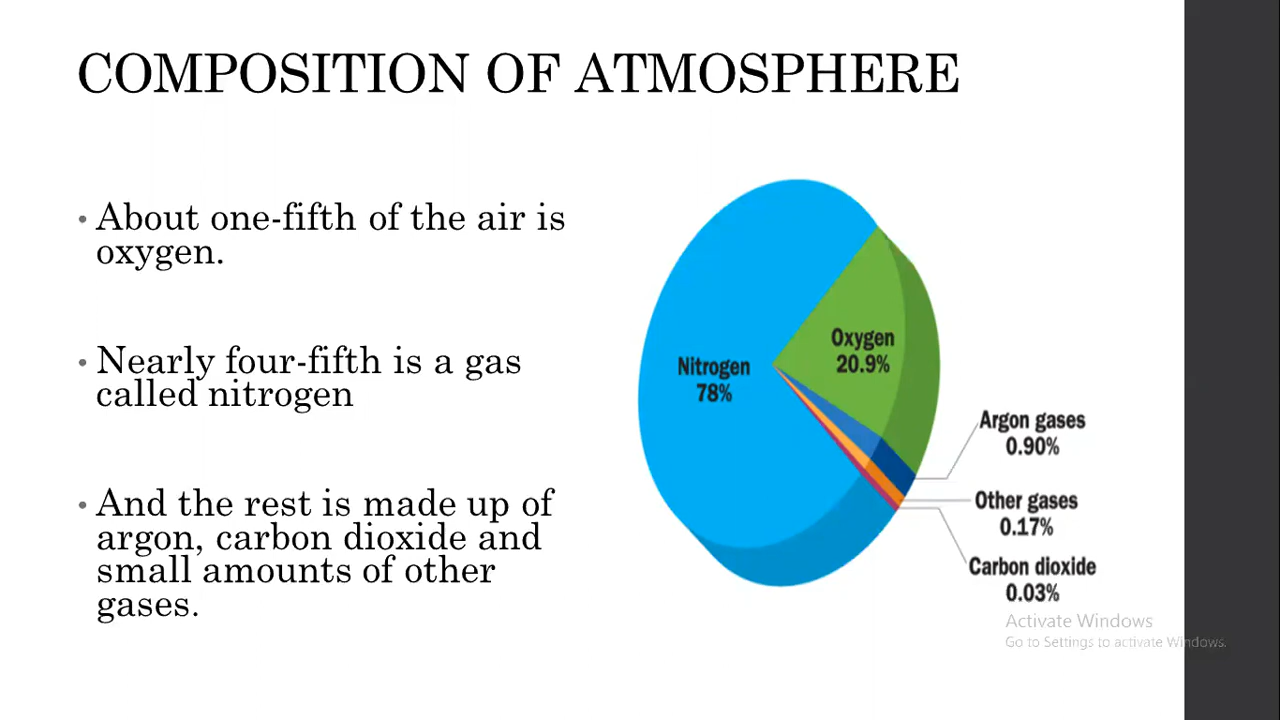 COMPOSITION OF ATMOSPHERE
• About one-fifth of the air is
oxygen.
• Nearly four-fifth is a gas
called nitrogen
• And the rest is made up of
argon, carbon dioxide and
small amounts of other
gases.
Nitrogen
78%
Oxygen
20.9%
Argon gases
0.90%
Other gases
0.17%
Carbon dioxide
0.03%
Activate Windows
Go to Settings to activate Windows.